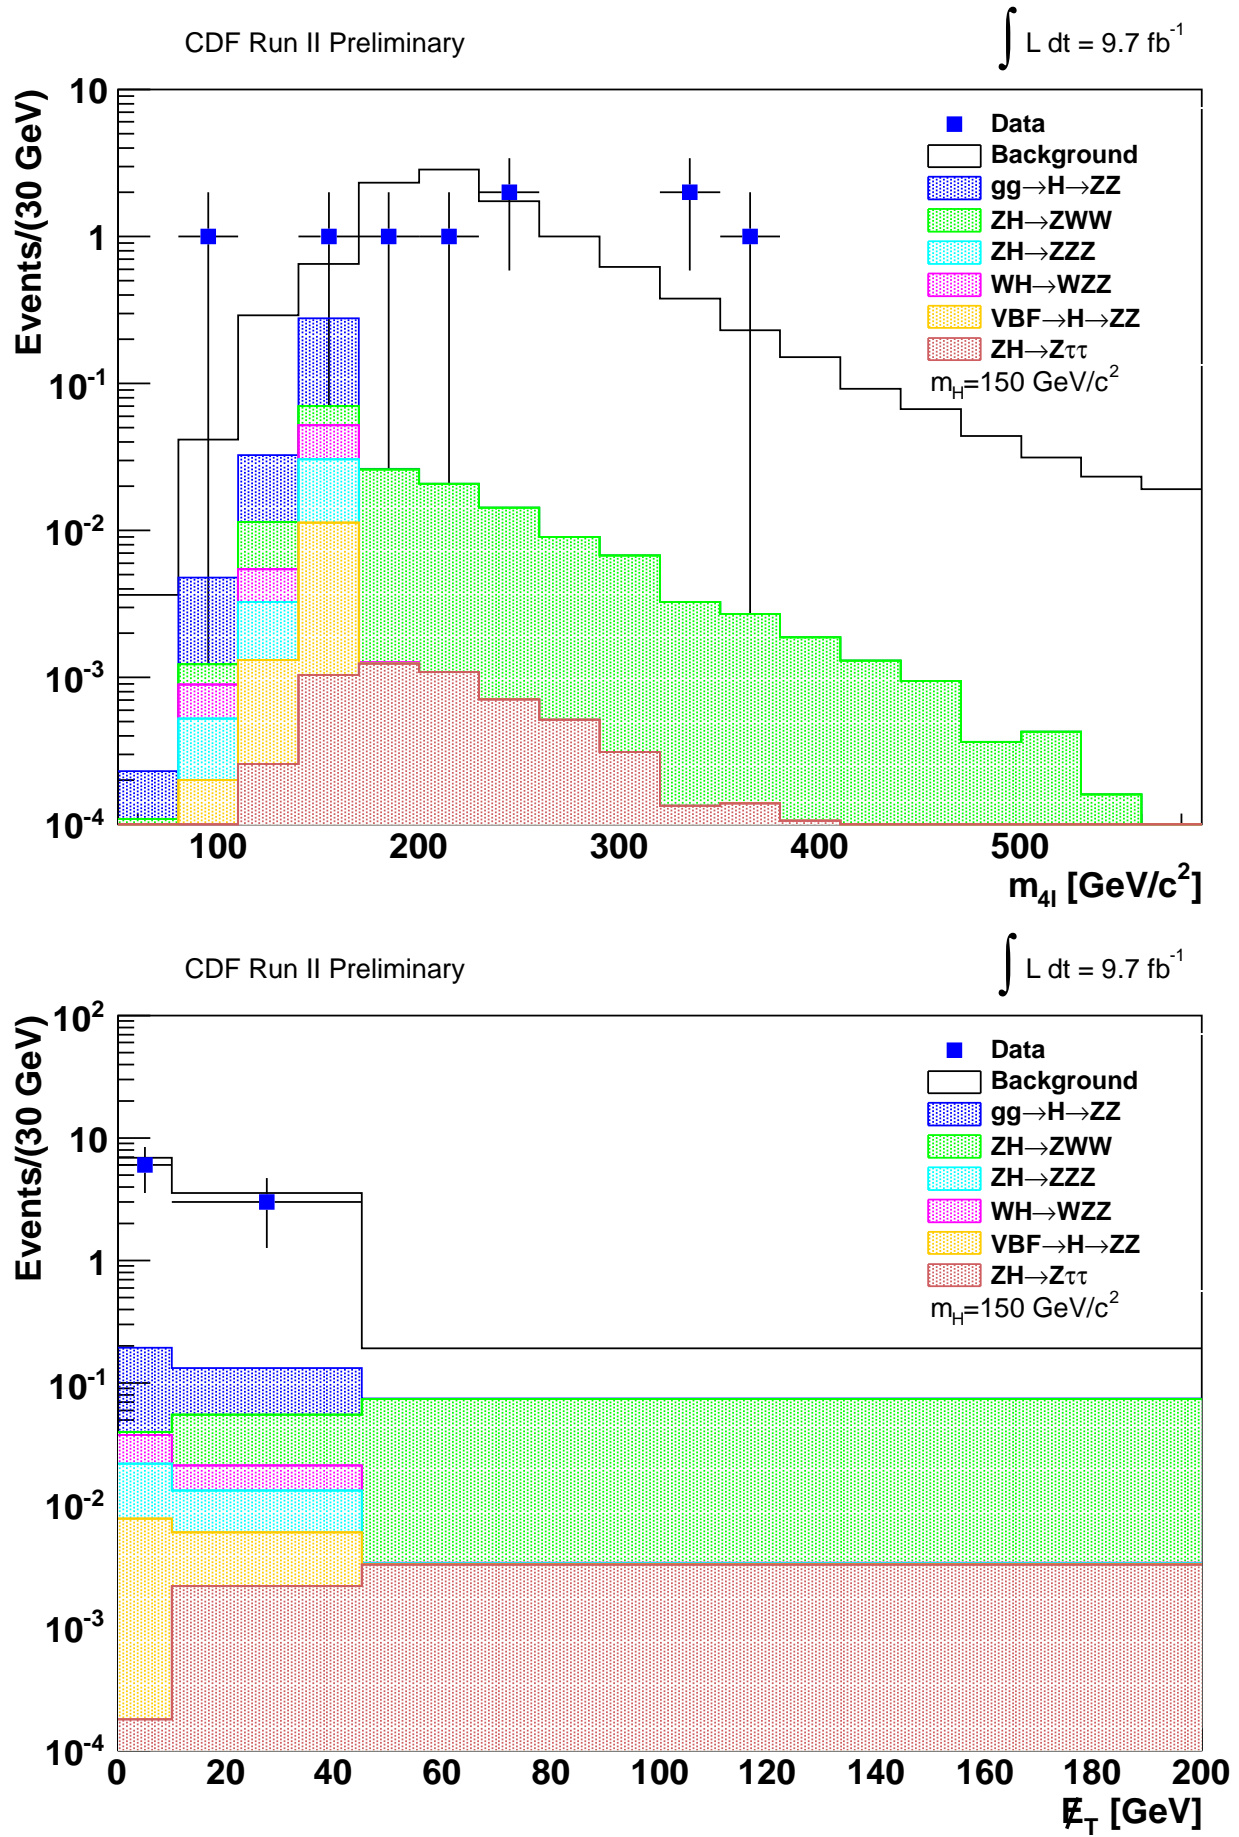 CDF Run II Preliminary
∫ L dt = 9.7 fb⁻¹
Events/(30 GeV)
10
1
10⁻¹
10⁻²
10⁻³
10⁻⁴
Data
Background
gg→H→ZZ
ZH→ZWW
ZH→ZZZ
WH→WZZ
VBF→H→ZZ
ZH→Zττ
m_H=150 GeV/c²
100 200 300 400 500
m_4l [GeV/c²]
CDF Run II Preliminary
∫ L dt = 9.7 fb⁻¹
Events/(30 GeV)
10²
10
1
10⁻¹
10⁻²
10⁻³
10⁻⁴
Data
Background
gg→H→ZZ
ZH→ZWW
ZH→ZZZ
WH→WZZ
VBF→H→ZZ
ZH→Zττ
m_H=150 GeV/c²
0 20 40 60 80 100 120 140 160 180 200
E̸_T [GeV]